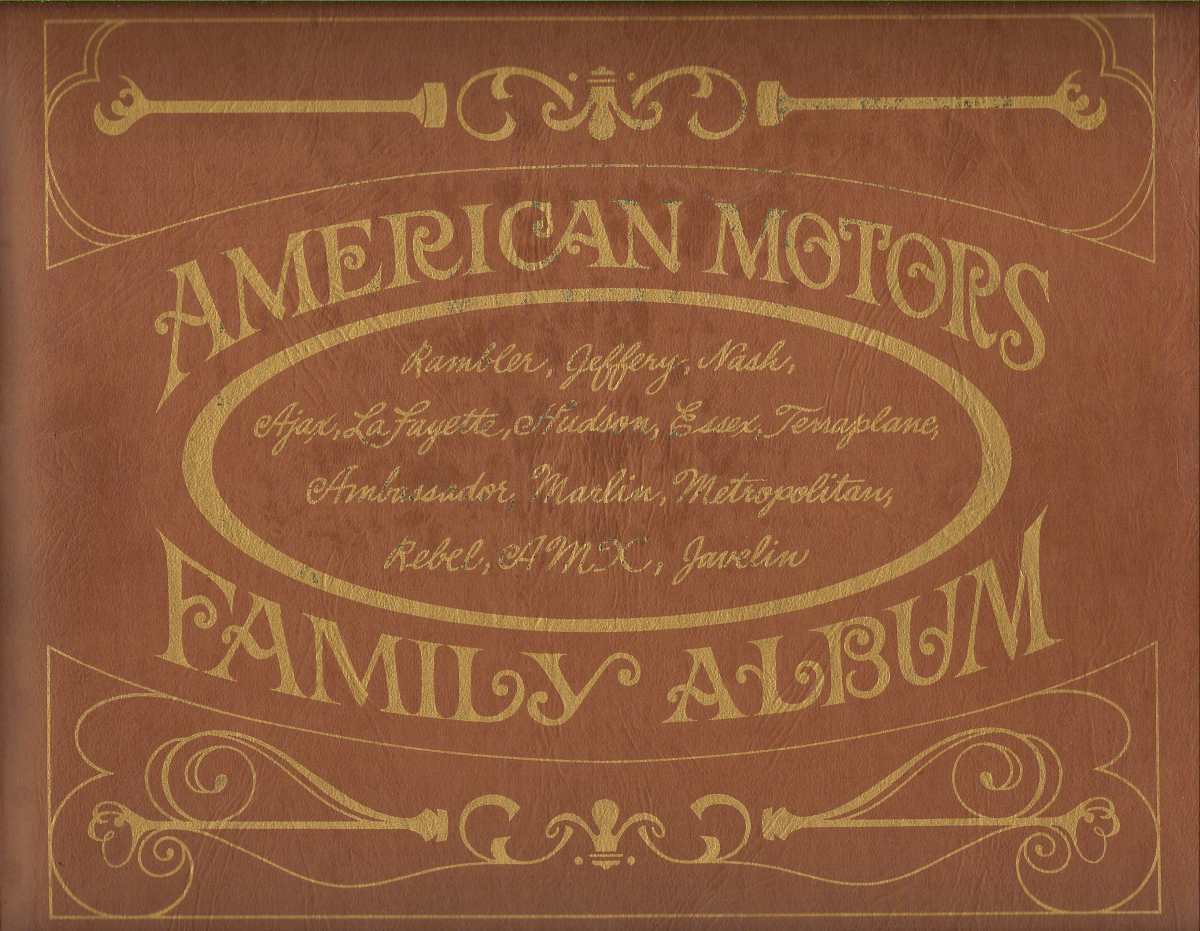 AMERICAN MOTORS
Rambler, Jeffery, Nash,
Ajax, LaFayette, Hudson, Essex, Terraplane,
Ambassador, Marlin, Metropolitan,
Rebel, AMX, Javelin
FAMILY ALBUM